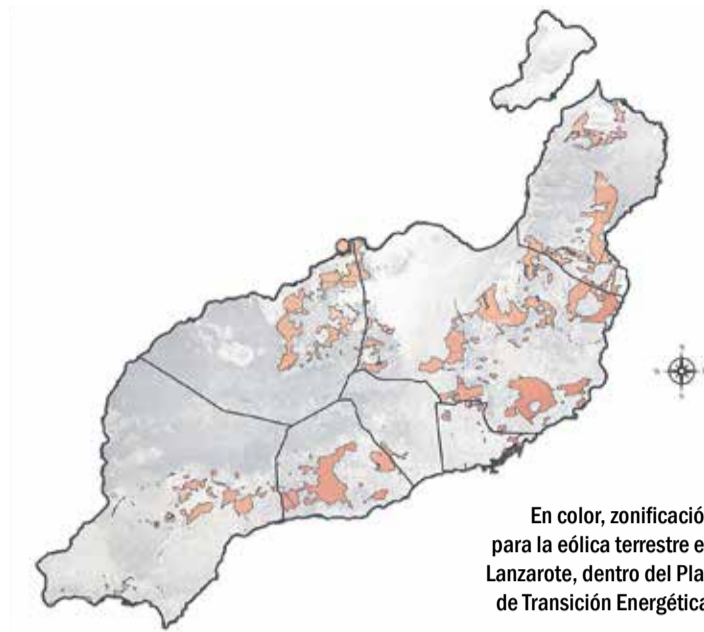 En color, zonificació
para la eólica terrestre e
Lanzarote, dentro del Pla
de Transición Energética